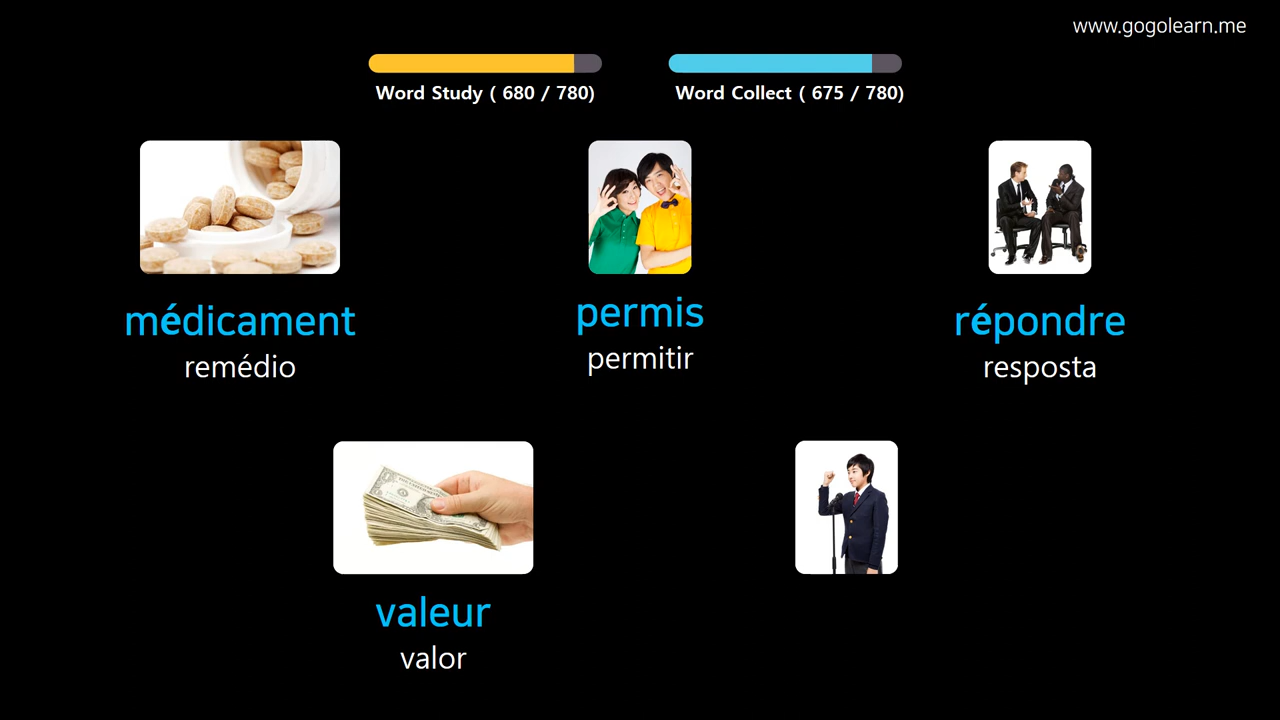 www.gogolearn.me
Word Study ( 680 / 780)
Word Collect ( 675 / 780)
médicament
remédio
permis
permitir
répondre
resposta
valeur
valor